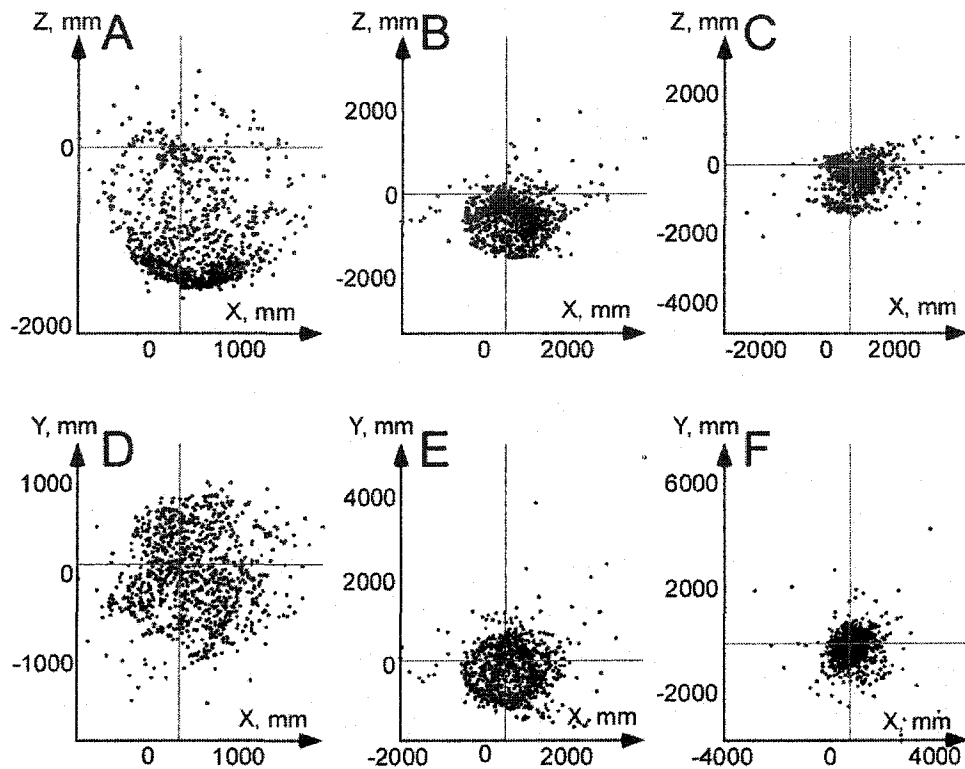 Z, mm A
0
-2000
X, mm
0 1000
Z, mm B
2000
0
-2000
X, mm
0 2000
Z, mm C
2000
0
-2000
-4000
X, mm
-2000 0 2000
Y, mm D
1000
0
-1000
X, mm
0 1000
Y, mm E
4000
2000
0
X, mm
-2000 0 2000
Y, mm F
6000
2000
-2000
X, mm
-4000 0 4000